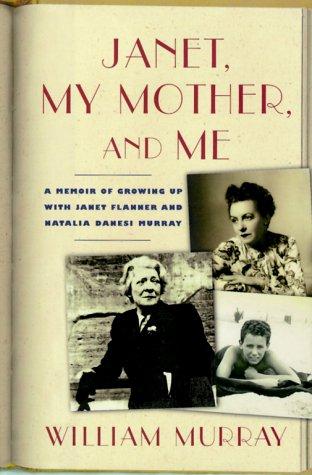 JANET,
MY MOTHER,
AND ME
A MEMOIR OF GROWING UP
WITH JANET FLANNER AND
NATALIA DANESI MURRAY
WILLIAM MURRAY